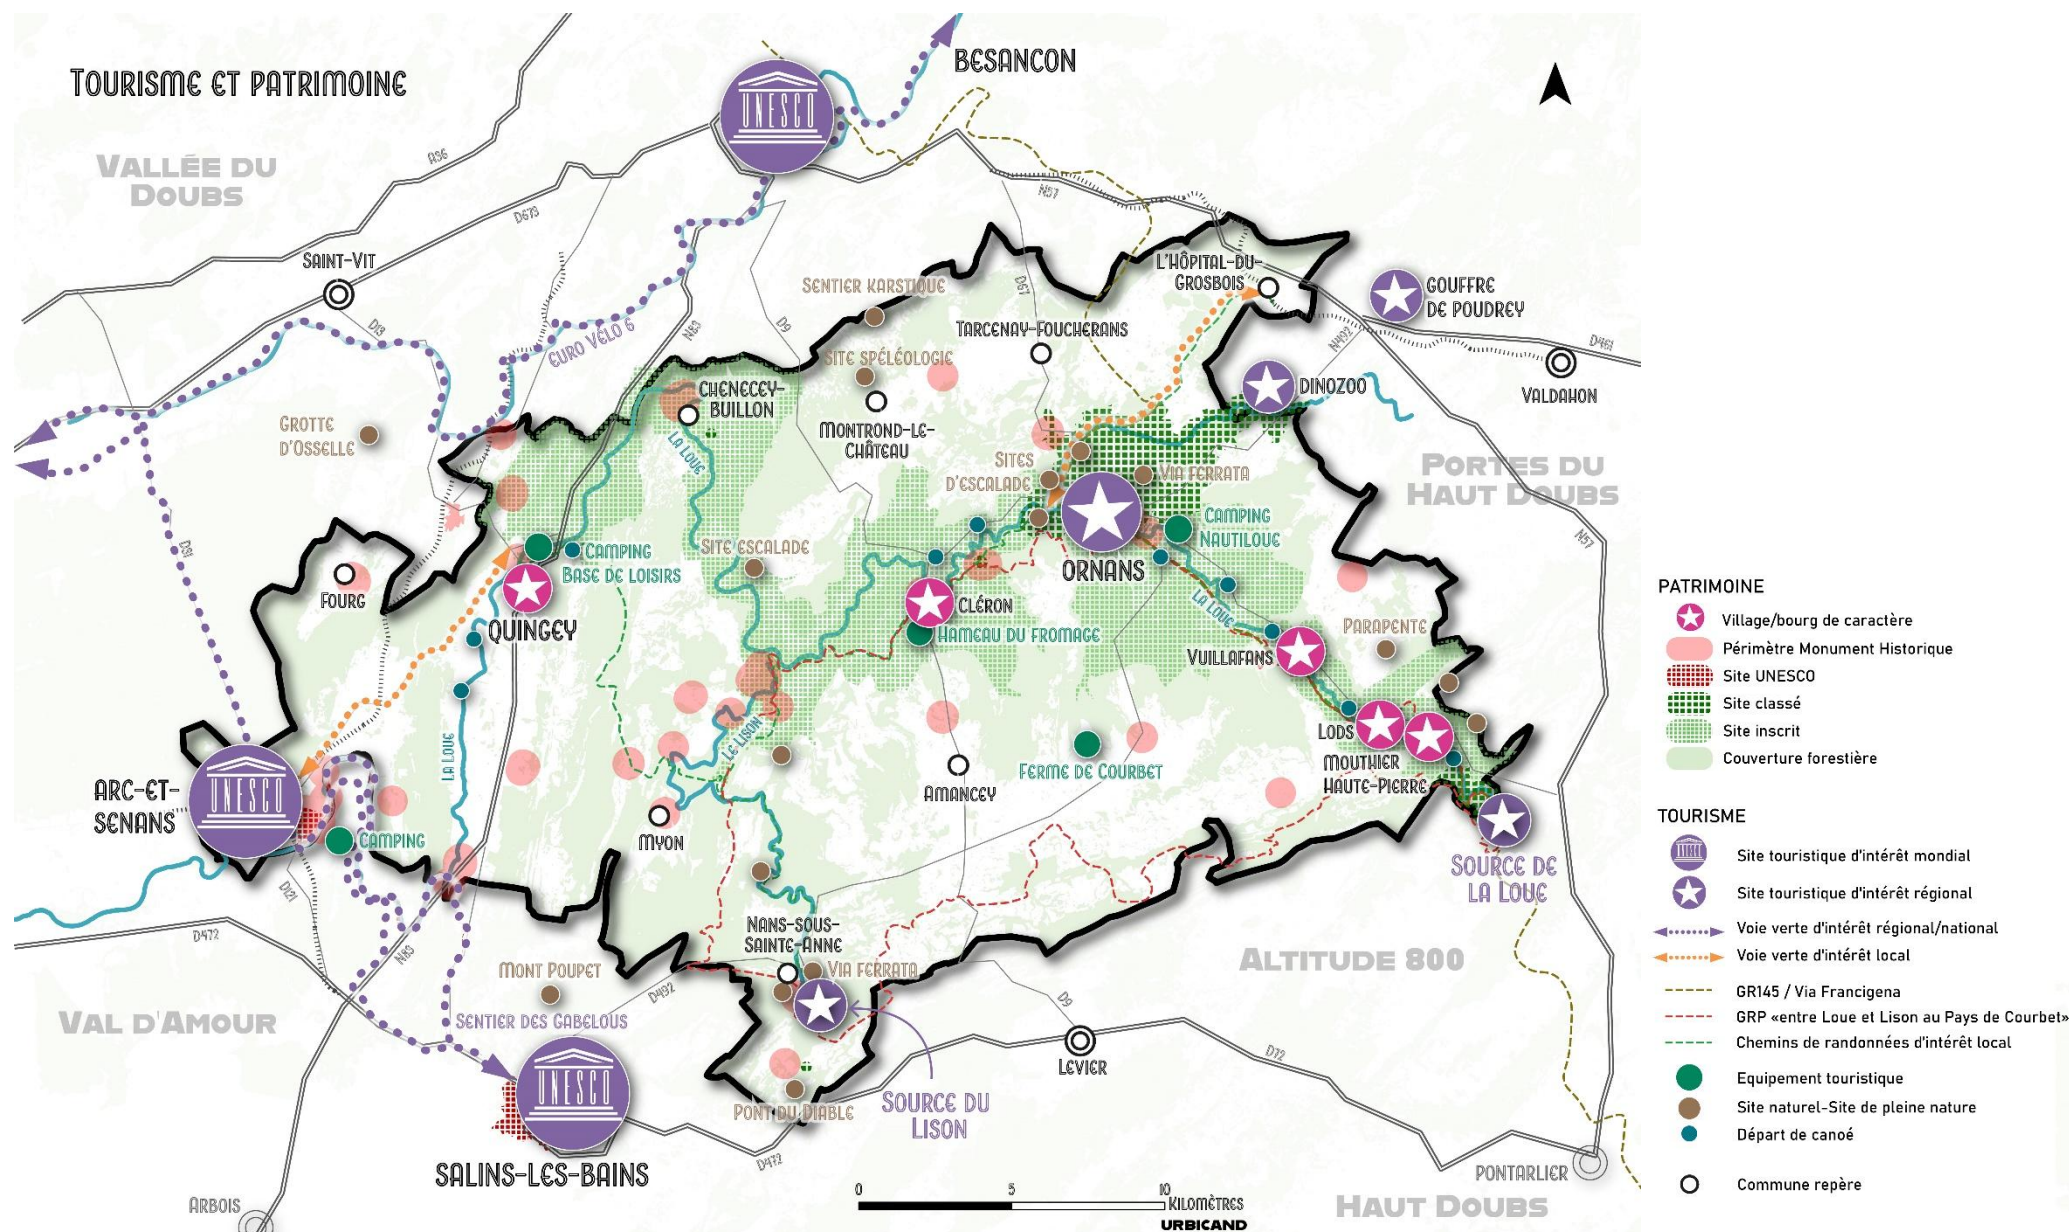 TOURISME ET PATRIMOINE
BESANCON
UNESCO
VALLÉE DU
DOUBS
A36
D673
N57
SAINT-VIT
D13
EURO VÉLO 6
N83
D9
D67
SENTIER KARSTIQUE
L'HÔPITAL-DU-
GROSBOIS
GOUFFRE
DE POUDREY
TARCENAY-FOUCHERANS
N492
D461
SITE SPÉLÉOLOGIE
DINOZOO
VALDAHON
CHENECEY-
BUILLON
GROTTE
D'OSSELLE
MONTROND-LE-
CHÂTEAU
LA LOUE
SITES
D'ESCALADE
VIA FERRATA
PORTES DU
HAUT DOUBS
CAMPING
NAUTILOUE
D31
N57
SITE ESCALADE
CAMPING
BASE DE LOISIRS
ORNANS
FOURG
CLÉRON
LA LOUE
QUINGEY
HAMEAU DU FROMAGE
PARAPENTE
VUILLAFANS
LA LOUE
LE LISON
LODS
FERME DE COURBET
MOUTHIER
HAUTE-PIERRE
ARC-ET-
SENANS
UNESCO
AMANCEY
MYON
CAMPING
SOURCE DE
LA LOUE
D121
D472
N83
NANS-SOUS-
SAINTE-ANNE
MONT POUPET
VIA FERRATA
D492
D9
ALTITUDE 800
VAL D'AMOUR
SENTIER DES GABELOUS
UNESCO
LEVIER
D72
PONT DU DIABLE
SOURCE DU
LISON
D472
SALINS-LES-BAINS
PONTARLIER
ARBOIS
HAUT DOUBS
0 5 10
KILOMÈTRES
URBICAND
PATRIMOINE
Village/bourg de caractère
Périmètre Monument Historique
Site UNESCO
Site classé
Site inscrit
Couverture forestière
TOURISME
UNESCO
Site touristique d'intérêt mondial
Site touristique d'intérêt régional
Voie verte d'intérêt régional/national
Voie verte d'intérêt local
GR145 / Via Francigena
GRP «entre Loue et Lison au Pays de Courbet»
Chemins de randonnées d'intérêt local
Equipement touristique
Site naturel-Site de pleine nature
Départ de canoé
Commune repère